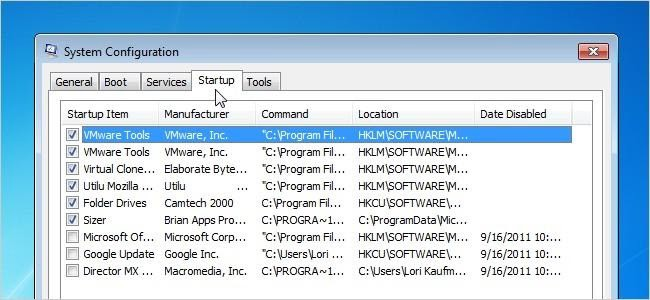 System Configuration
General Boot Services Startup Tools
Startup Item Manufacturer Command Location Date Disabled
VMware Tools VMware, Inc. "C:\Program Fil... HKLM\SOFTWARE\M...
VMware Tools VMware, Inc. "C:\Program Fil... HKLM\SOFTWARE\M...
Virtual Clone... Elaborate Byte... "C:\Program Fil... HKLM\SOFTWARE\M...
Utilu Mozilla ... Utilu ... "C:\Program Fil... HKLM\SOFTWARE\M...
Folder Drives Camtech 2000 C:\Program Fil... HKCU\SOFTWARE\M...
Sizer Brian Apps Pro... C:\PROGRA~1... C:\ProgramData\Mic...
Microsoft Of... Microsoft Corp... "C:\Program Fil... HKLM\SOFTWARE\M... 9/16/2011 10:...
Google Update Google Inc. "C:\Users\Lori ... HKCU\SOFTWARE\M... 9/16/2011 10:...
Director MX ... Macromedia, Inc. C:\PROGRA~1... C:\Users\Lori Kaufm... 9/16/2011 10:...